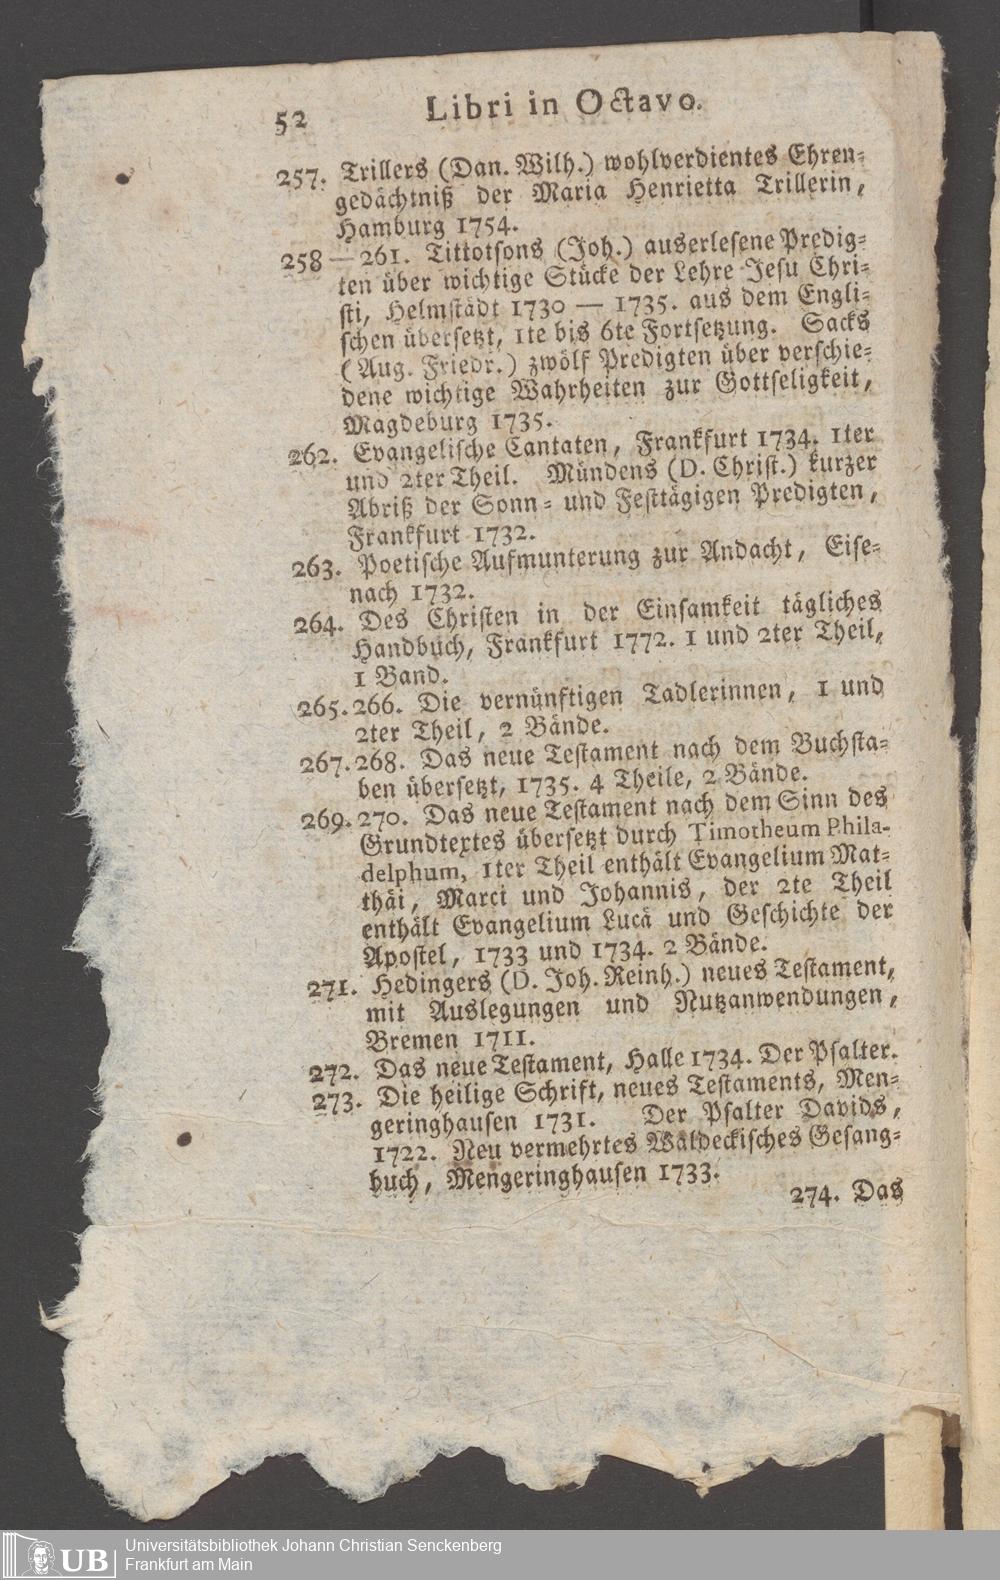 52 Libri in Octavo.
257. Trillers (Dan. Wilh.) wohlverdientes Ehren-
gedächtniß der Maria Henrietta Trillerin,
Hamburg 1754.
258 — 261. Tittotsons (Joh.) auserlesene Predig-
ten über wichtige Stücke der Lehre Jesu Chri-
sti, Helmstädt 1730 — 1735. aus dem Engli-
schen übersetzt, 1te bis 6te Fortsetzung. Sacks
(Aug. Friedr.) zwölf Predigten über verschie-
dene wichtige Wahrheiten zur Gottseligkeit,
Magdeburg 1735.
262. Evangelische Cantaten, Frankfurt 1734. 1ter
und 2ter Theil. Mündens (D. Christ.) kurzer
Abriß der Sonn- und Festtägigen Predigten,
Frankfurt 1732.
263. Poetische Aufmunterung zur Andacht, Eise-
nach 1732.
264. Des Christen in der Einsamkeit tägliches
Handbuch, Frankfurt 1772. 1 und 2ter Theil,
1 Band.
265. 266. Die vernünftigen Tadlerinnen, 1 und
2ter Theil, 2 Bände.
267. 268. Das neue Testament nach dem Buchsta-
ben übersetzt, 1735. 4 Theile, 2 Bände.
269. 270. Das neue Testament nach dem Sinn des
Grundtextes übersetzt durch Timotheum Phila-
delphum, 1ter Theil enthält Evangelium Mat-
thäi, Marci und Johannis, der 2te Theil
enthält Evangelium Lucä und Geschichte der
Apostel, 1733 und 1734. 2 Bände.
271. Hedingers (D. Joh. Reinh.) neues Testament,
mit Auslegungen und Nutzanwendungen,
Bremen 1711.
272. Das neue Testament, Halle 1734. Der Psalter.
273. Die heilige Schrift, neues Testaments, Men-
geringhausen 1731. Der Psalter Davids,
1722. Neu vermehrtes Waldeckisches Gesang-
buch, Mengeringhausen 1733.
274. Das
UB Universitätsbibliothek Johann Christian Senckenberg
Frankfurt am Main